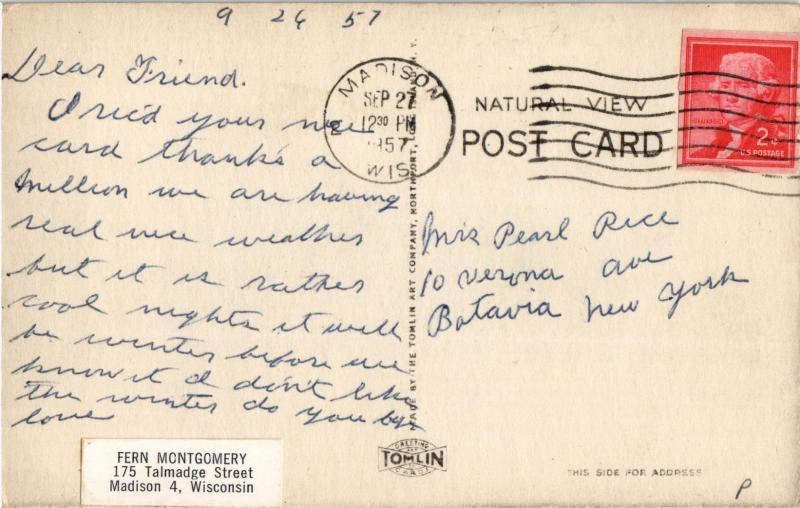 9 26 57
Dear Friend.
I rec'd your nice
card thanks a
million we are having
real nice weather
but it is rather
cool nights it will
be winter before we
know it I don't like
the winter do you by
love
FERN MONTGOMERY
175 Talmadge Street
Madison 4, Wisconsin
MADISON
SEP 27
12 30 PM
1957
WIS.
NATURAL VIEW
POST CARD
2¢
U.S. POSTAGE
MADE BY THE TOMLIN ART COMPANY, NORTHPORT, N. Y.
Mrs Pearl Rice
10 Verona ave
Batavia New York
GREETING
TOMLIN
CARDS
THIS SIDE FOR ADDRESS
P